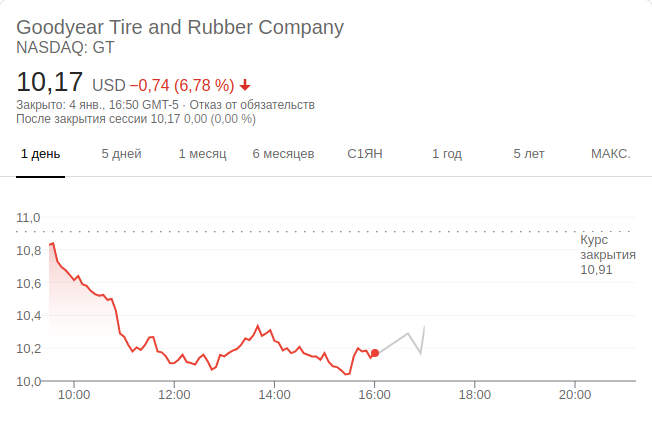 Goodyear Tire and Rubber Company
NASDAQ: GT
10,17 USD −0,74 (6,78 %)
Закрыто: 4 янв., 16:50 GMT-5 · Отказ от обязательств
После закрытия сессии 10,17 0,00 (0,00 %)
1 день 5 дней 1 месяц 6 месяцев С1ЯН 1 год 5 лет МАКС.
11,0
Курс
закрытия
10,91
10,8
10,6
10,4
10,2
10,0
10:00 12:00 14:00 16:00 18:00 20:00